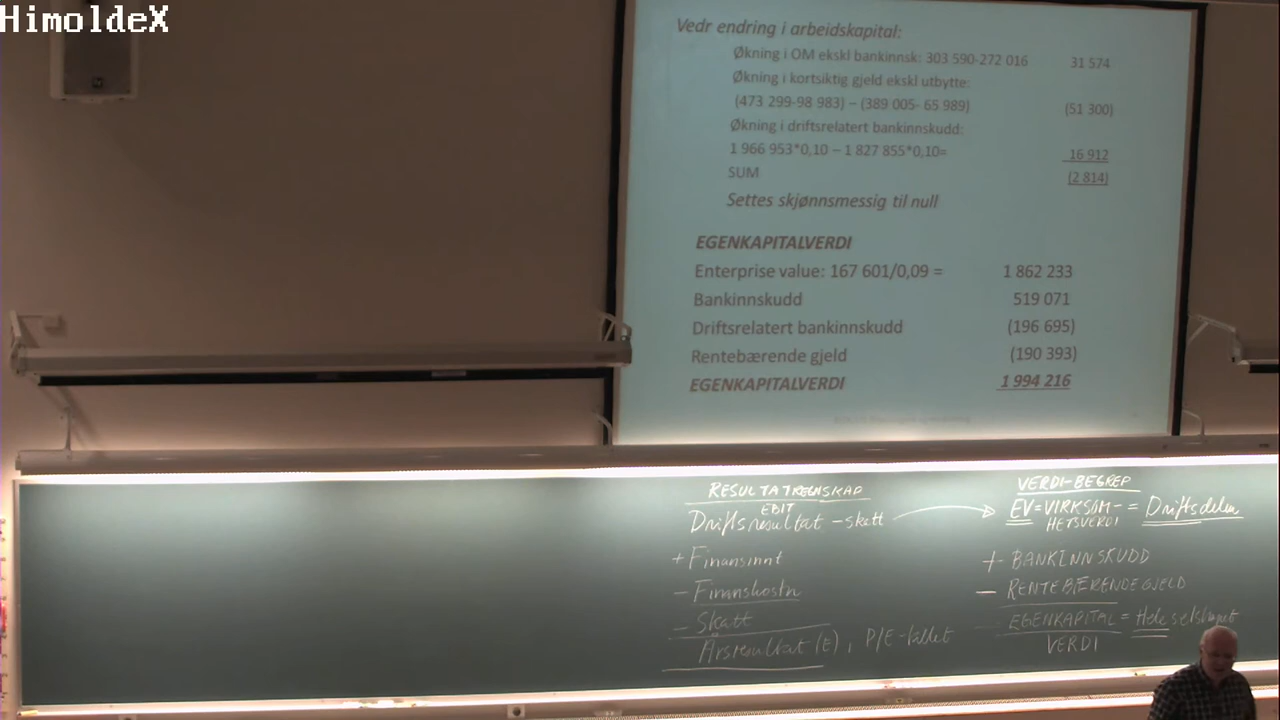 HimoldeX
Vedr endring i arbeidskapital:
Økning i OM ekskl bankinnsk: 303 590-272 016 31 574
Økning i kortsiktig gjeld ekskl utbytte:
(473 299-98 983) – (389 005- 65 989) (51 300)
Økning i driftsrelatert bankinnskudd:
1 966 953*0,10 – 1 827 855*0,10= 16 912
SUM (2 814)
Settes skjønnsmessig til null
EGENKAPITALVERDI
Enterprise value: 167 601/0,09 = 1 862 233
Bankinnskudd 519 071
Driftsrelatert bankinnskudd (196 695)
Rentebærende gjeld (190 393)
EGENKAPITALVERDI 1 994 216
RESULTATREGNSKAP
EBIT
Driftsresultat - skatt
+ Finansinnt
- Finanskostn
- Skatt
Årsresultat (E), P/E-tallet
VERDI-BEGREP
EV = VIRKSOM- = Driftsdelen
HETSVERDI
+ BANKINNSKUDD
- RENTEBÆRENDE GJELD
EGENKAPITAL = Hele selskapet
VERDI